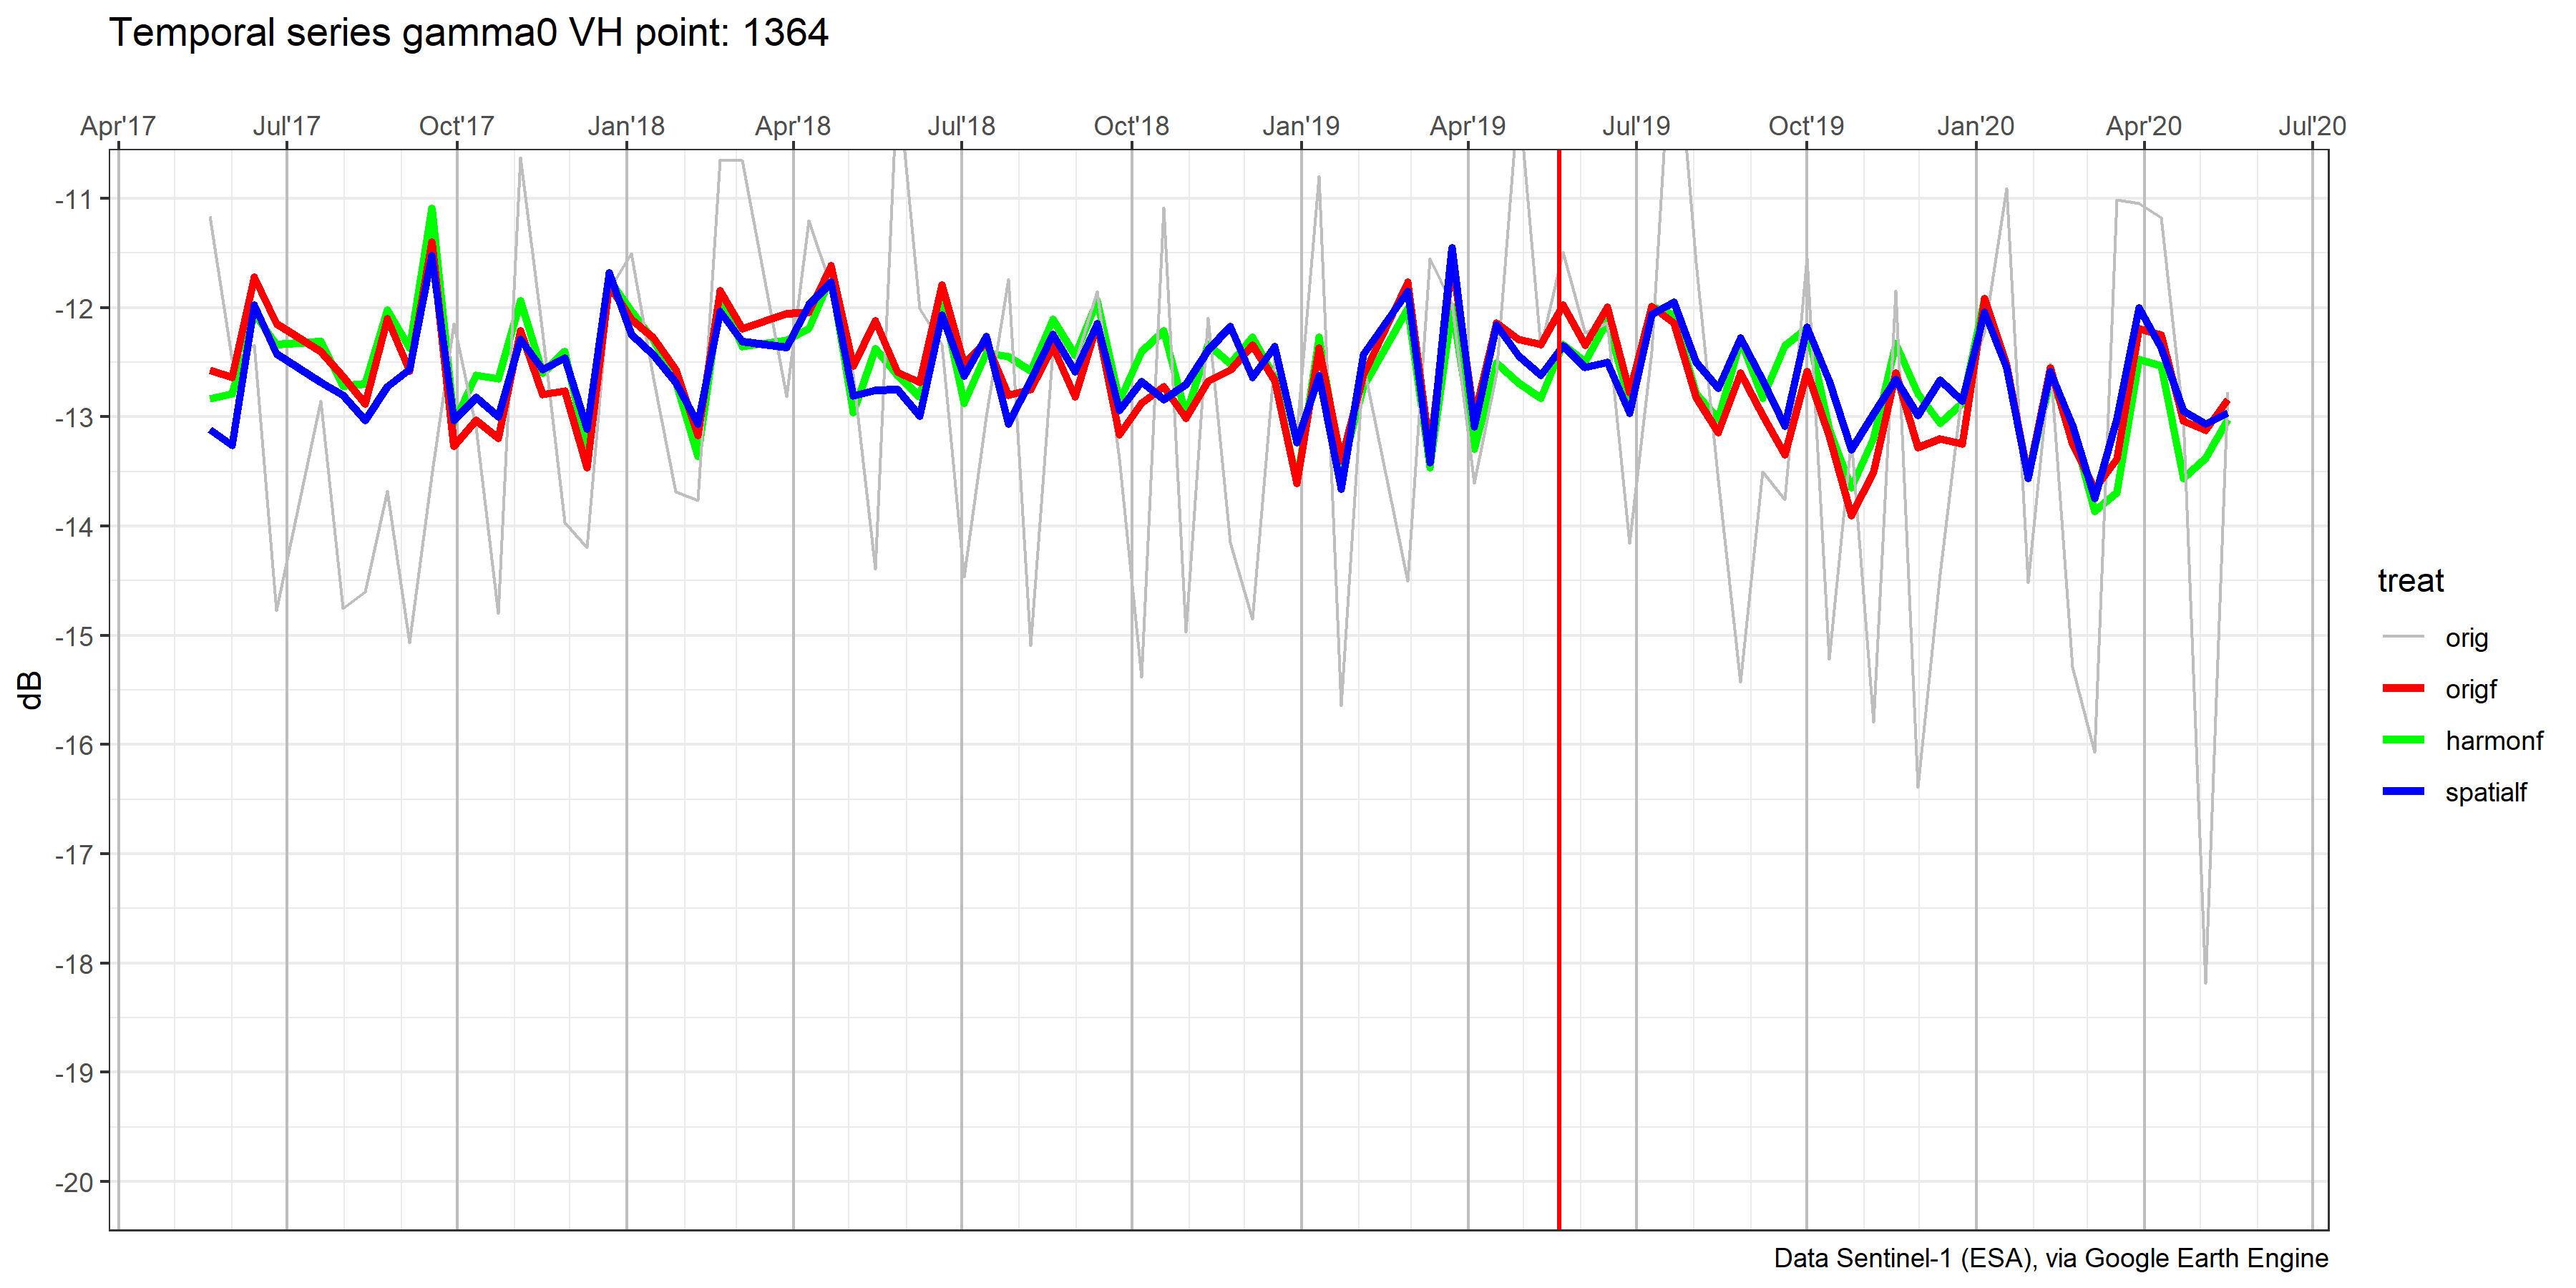 Temporal series gamma0 VH point: 1364
Apr'17 Jul'17 Oct'17 Jan'18 Apr'18 Jul'18 Oct'18 Jan'19 Apr'19 Jul'19 Oct'19 Jan'20 Apr'20 Jul'20
-11
-12
-13
-14
-15
-16
-17
-18
-19
-20
dB
treat
orig
origf
harmonf
spatialf
Data Sentinel-1 (ESA), via Google Earth Engine